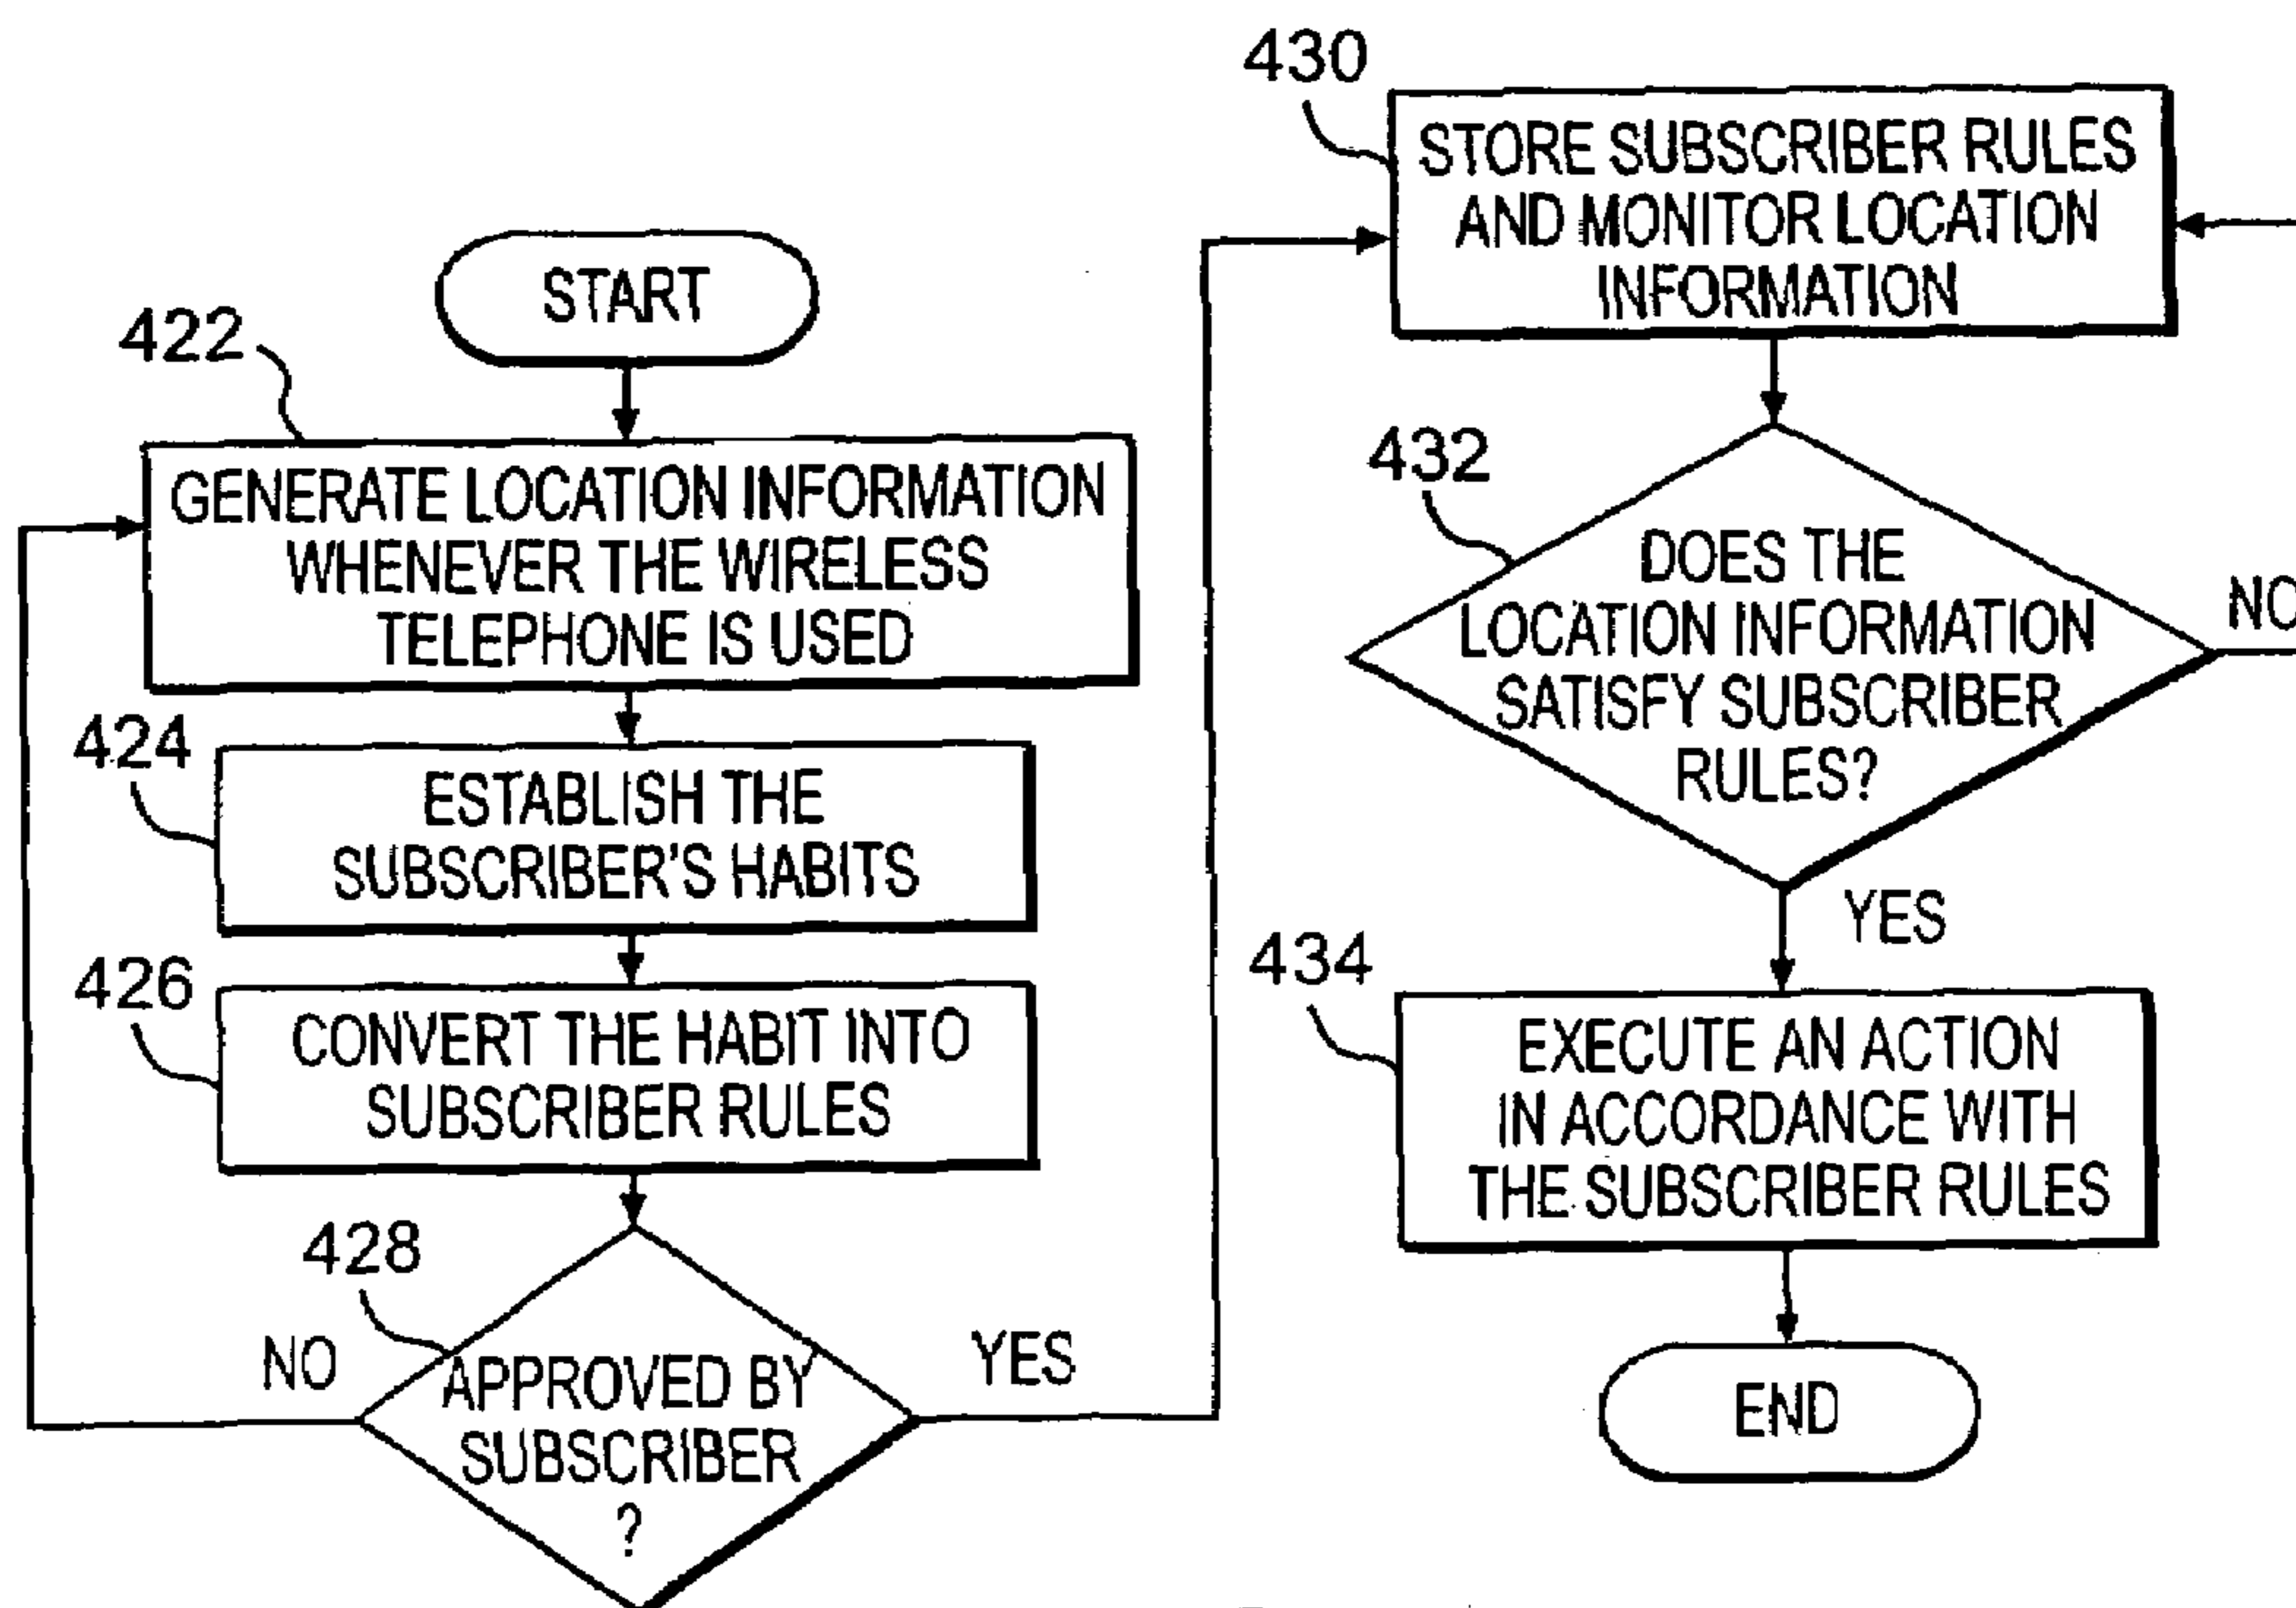 START
422
GENERATE LOCATION INFORMATION
WHENEVER THE WIRELESS
TELEPHONE IS USED
424
ESTABLISH THE
SUBSCRIBER'S HABITS
426
CONVERT THE HABIT INTO
SUBSCRIBER RULES
428
NO
APPROVED BY
SUBSCRIBER
?
YES
430
STORE SUBSCRIBER RULES
AND MONITOR LOCATION
INFORMATION
432
DOES THE
LOCATION INFORMATION
SATISFY SUBSCRIBER
RULES?
NO
YES
434
EXECUTE AN ACTION
IN ACCORDANCE WITH
THE SUBSCRIBER RULES
END